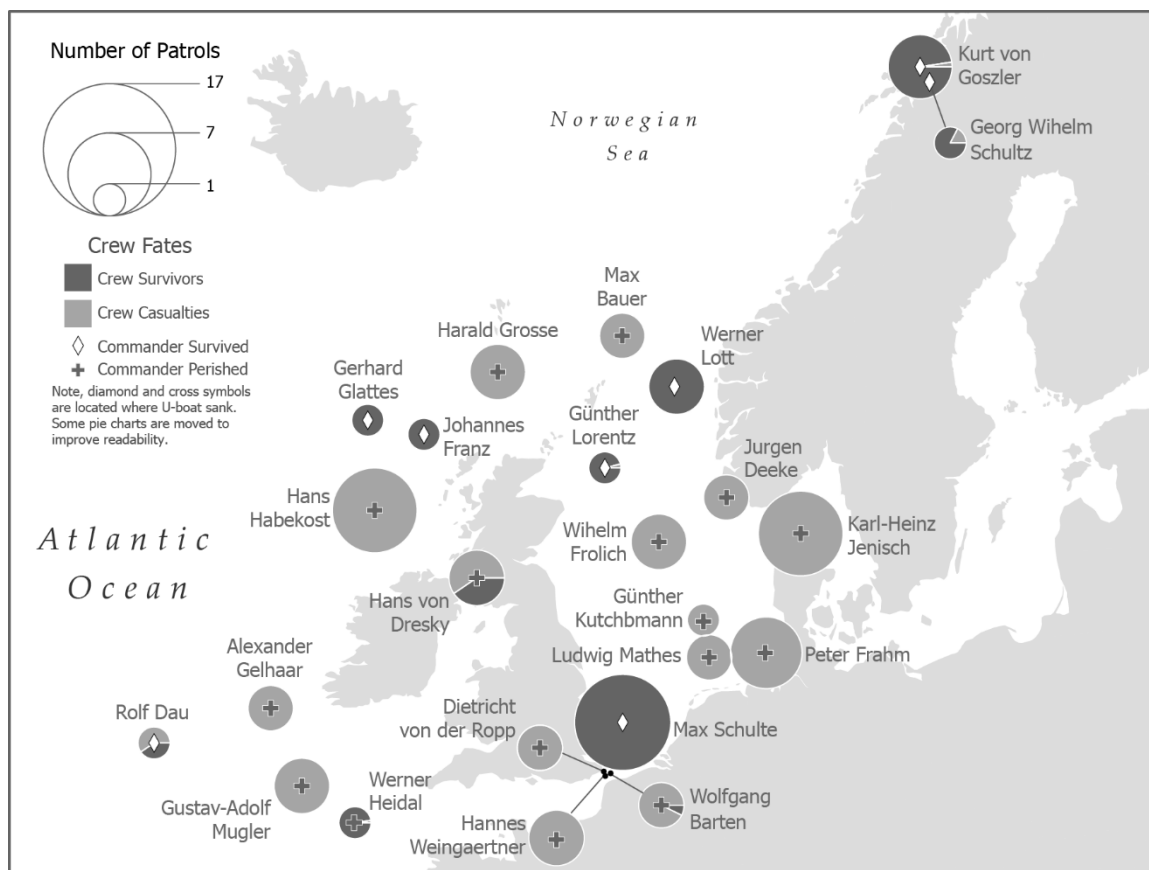 Number of Patrols
17
7
1
Crew Fates
Crew Survivors
Crew Casualties
Commander Survived
Commander Perished
Note, diamond and cross symbols
are located where U-boat sank.
Some pie charts are moved to
improve readability.
Norwegian
Sea
Kurt von
Goszler
Georg Wihelm
Schultz
Max
Bauer
Harald Grosse
Werner
Lott
Gerhard
Glattes
Johannes
Franz
Günther
Lorentz
Jurgen
Deeke
Hans
Habekost
Karl-Heinz
Jenisch
Wihelm
Frolich
Atlantic
Ocean
Hans von
Dresky
Günther
Kutchbmann
Ludwig Mathes
Peter Frahm
Alexander
Gelhaar
Rolf Dau
Dietricht
von der Ropp
Max Schulte
Gustav-Adolf
Mugler
Werner
Heidal
Hannes
Weingaertner
Wolfgang
Barten